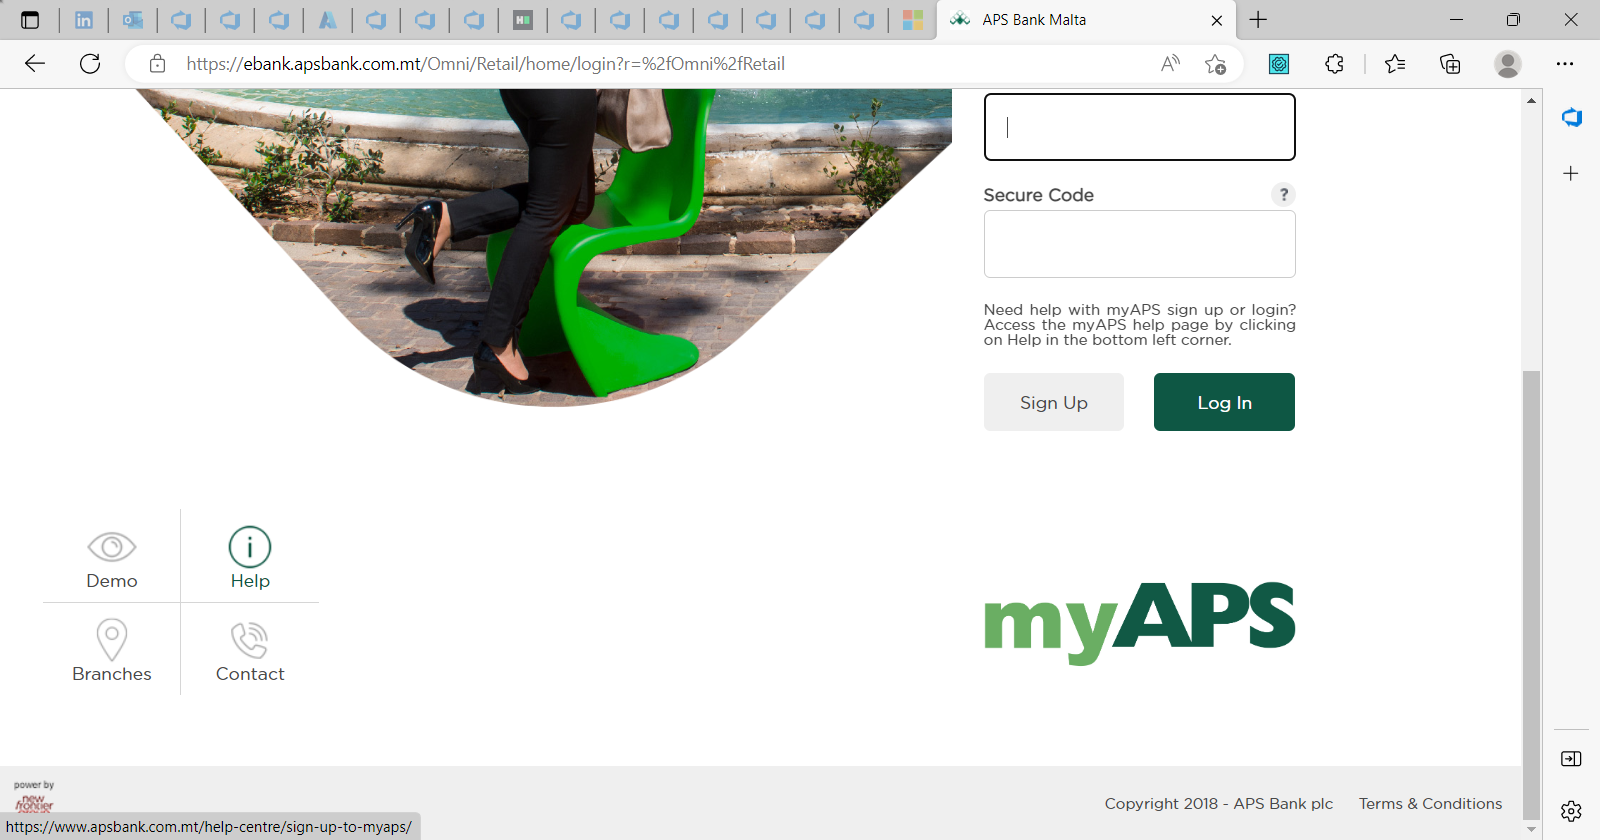 APS Bank Malta
https://ebank.apsbank.com.mt/Omni/Retail/home/login?r=%2fOmni%2fRetail
Secure Code
?
Need help with myAPS sign up or login?
Access the myAPS help page by clicking
on Help in the bottom left corner.
Sign Up
Log In
Demo
Help
Branches
Contact
myAPS
power by
new
frontier
Copyright 2018 - APS Bank plc
Terms & Conditions
https://www.apsbank.com.mt/help-centre/sign-up-to-myaps/